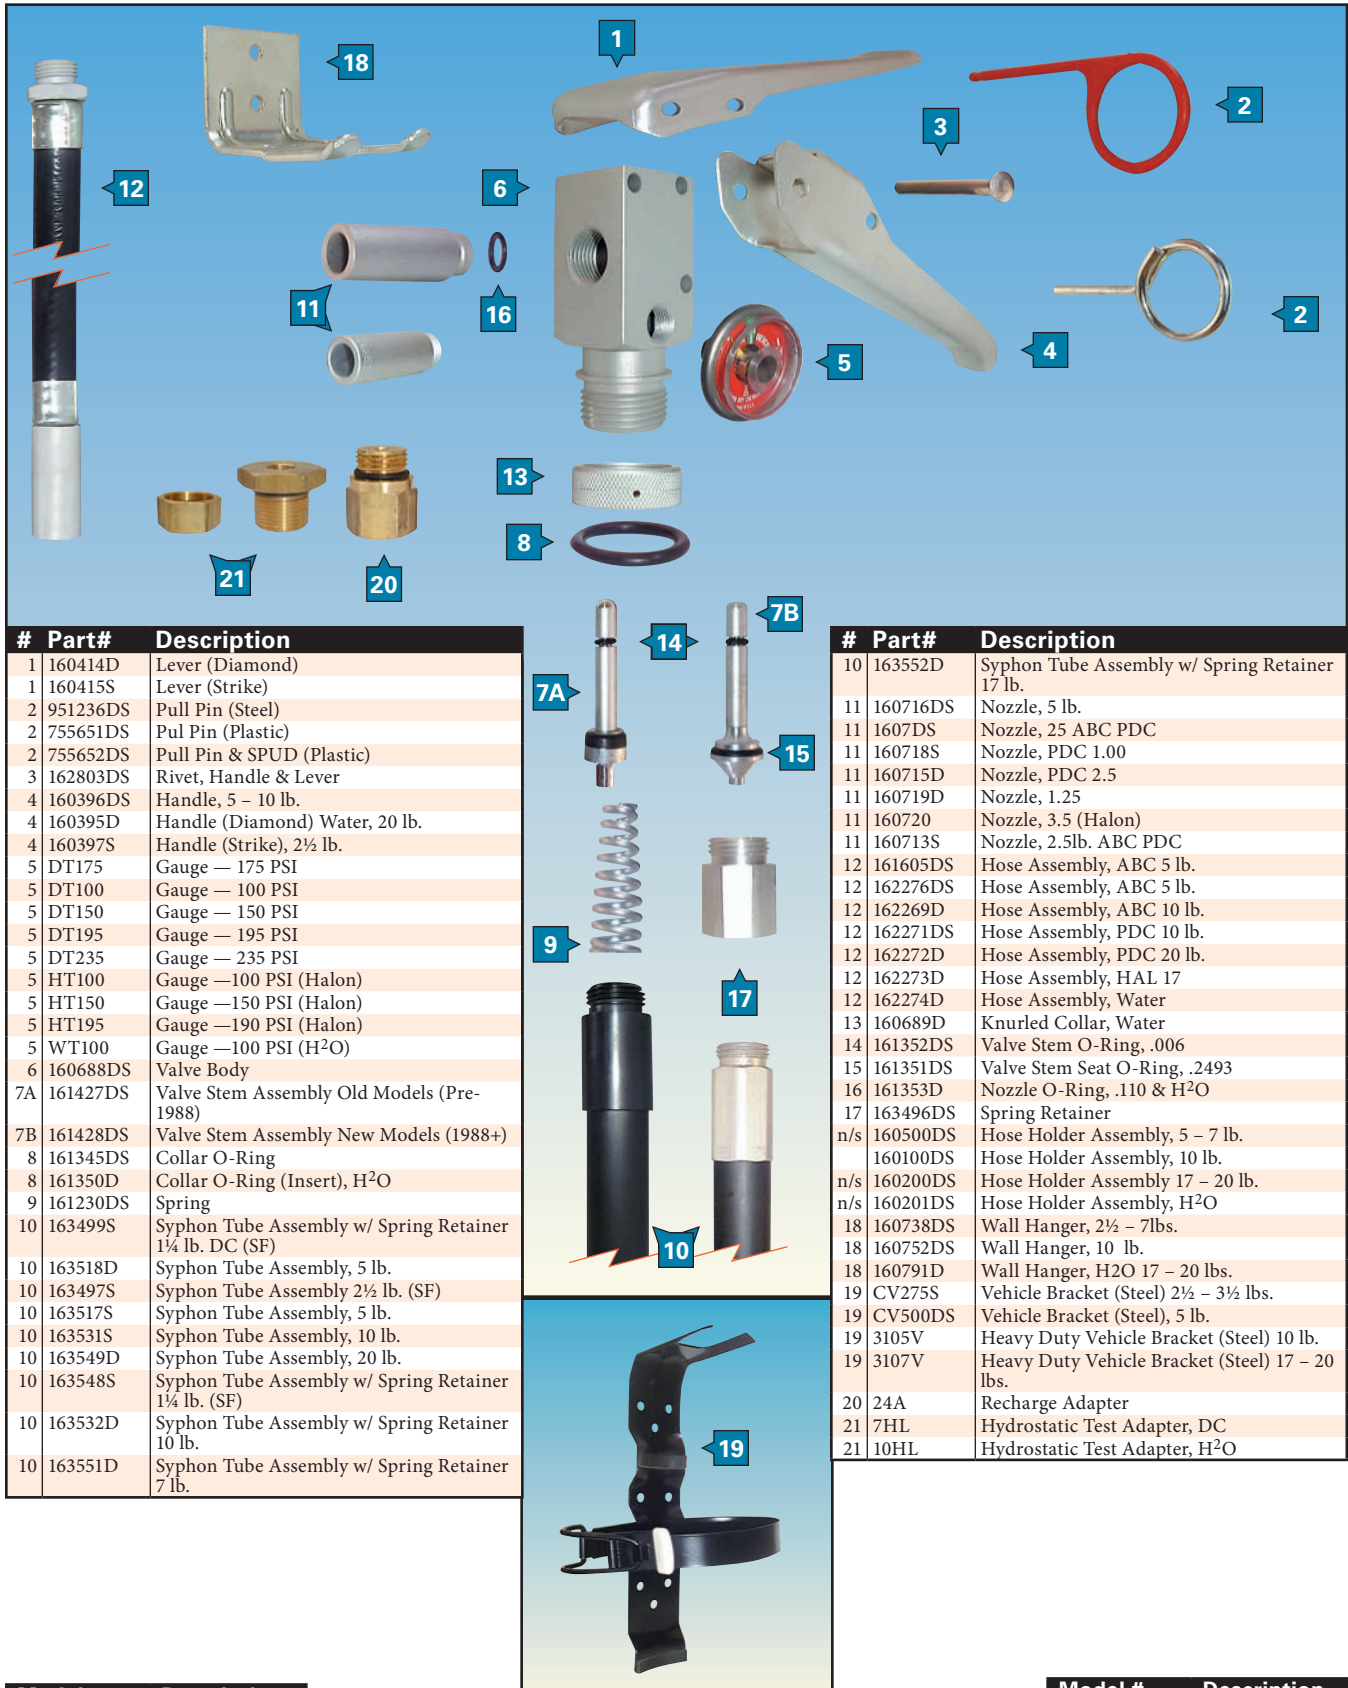 1
18
2
3
12
6
11
16
2
4
5
13
8
21
20
7B
14
7A
15
9
17
10
19
# Part# Description
1 160414D Lever (Diamond)
1 160415S Lever (Strike)
2 951236DS Pull Pin (Steel)
2 755651DS Pul Pin (Plastic)
2 755652DS Pull Pin & SPUD (Plastic)
3 162803DS Rivet, Handle & Lever
4 160396DS Handle, 5 – 10 lb.
4 160395D Handle (Diamond) Water, 20 lb.
4 160397S Handle (Strike), 2½ lb.
5 DT175 Gauge — 175 PSI
5 DT100 Gauge — 100 PSI
5 DT150 Gauge — 150 PSI
5 DT195 Gauge — 195 PSI
5 DT235 Gauge — 235 PSI
5 HT100 Gauge —100 PSI (Halon)
5 HT150 Gauge —150 PSI (Halon)
5 HT195 Gauge —190 PSI (Halon)
5 WT100 Gauge —100 PSI (H²O)
6 160688DS Valve Body
7A 161427DS Valve Stem Assembly Old Models (Pre-
1988)
7B 161428DS Valve Stem Assembly New Models (1988+)
8 161345DS Collar O-Ring
8 161350D Collar O-Ring (Insert), H²O
9 161230DS Spring
10 163499S Syphon Tube Assembly w/ Spring Retainer
1¼ lb. DC (SF)
10 163518D Syphon Tube Assembly, 5 lb.
10 163497S Syphon Tube Assembly 2½ lb. (SF)
10 163517S Syphon Tube Assembly, 5 lb.
10 163531S Syphon Tube Assembly, 10 lb.
10 163549D Syphon Tube Assembly, 20 lb.
10 163548S Syphon Tube Assembly w/ Spring Retainer
1¼ lb. (SF)
10 163532D Syphon Tube Assembly w/ Spring Retainer
10 lb.
10 163551D Syphon Tube Assembly w/ Spring Retainer
7 lb.
# Part# Description
10 163552D Syphon Tube Assembly w/ Spring Retainer
17 lb.
11 160716DS Nozzle, 5 lb.
11 1607DS Nozzle, 25 ABC PDC
11 160718S Nozzle, PDC 1.00
11 160715D Nozzle, PDC 2.5
11 160719D Nozzle, 1.25
11 160720 Nozzle, 3.5 (Halon)
11 160713S Nozzle, 2.5lb. ABC PDC
12 161605DS Hose Assembly, ABC 5 lb.
12 162276DS Hose Assembly, ABC 5 lb.
12 162269D Hose Assembly, ABC 10 lb.
12 162271DS Hose Assembly, PDC 10 lb.
12 162272D Hose Assembly, PDC 20 lb.
12 162273D Hose Assembly, HAL 17
12 162274D Hose Assembly, Water
13 160689D Knurled Collar, Water
14 161352DS Valve Stem O-Ring, .006
15 161351DS Valve Stem Seat O-Ring, .2493
16 161353D Nozzle O-Ring, .110 & H²O
17 163496DS Spring Retainer
n/s 160500DS Hose Holder Assembly, 5 – 7 lb.
160100DS Hose Holder Assembly, 10 lb.
n/s 160200DS Hose Holder Assembly 17 – 20 lb.
n/s 160201DS Hose Holder Assembly, H²O
18 160738DS Wall Hanger, 2½ – 7lbs.
18 160752DS Wall Hanger, 10 lb.
18 160791D Wall Hanger, H2O 17 – 20 lbs.
19 CV275S Vehicle Bracket (Steel) 2½ – 3½ lbs.
19 CV500DS Vehicle Bracket (Steel), 5 lb.
19 3105V Heavy Duty Vehicle Bracket (Steel) 10 lb.
19 3107V Heavy Duty Vehicle Bracket (Steel) 17 – 20
lbs.
20 24A Recharge Adapter
21 7HL Hydrostatic Test Adapter, DC
21 10HL Hydrostatic Test Adapter, H²O
Model # Description